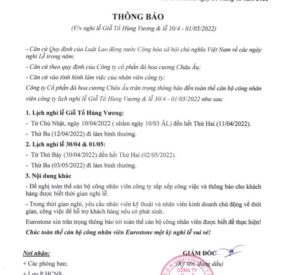 THÔNG BÁO
(V/v nghỉ lễ Giỗ Tổ Hùng Vương & lễ 30/4 - 01/05/2022)
- Căn cứ Quy định của Luật Lao động nước Cộng hòa xã hội chủ nghĩa Việt Nam về các ngày
nghỉ Lễ trong năm.
- Căn cứ theo quy định của Công ty cổ phần đá hoa cương Châu Âu;
- Căn cứ vào tình hình làm việc của nhân viên công ty.
Công ty Cổ phần đá hoa cương Châu Âu trân trọng thông báo đến toàn thể cán bộ công nhân
viên công ty lịch nghỉ lễ Giỗ Tổ Hùng Vương & lễ 30/4 - 01/05/2022 như sau:
1. Lịch nghỉ lễ Giỗ Tổ Hùng Vương:
- Từ Chủ Nhật, ngày 10/04/2022 ( nhằm ngày 10/03 ÂL) đến hết Thứ Hai (11/04/2022).
- Thứ Ba (12/04/2022) đi làm bình thường.
2. Lịch nghỉ lễ 30/04 & 01/05:
- Từ Thứ Bảy (30/04/2022) đến hết Thứ Hai (02/05/2022).
- Thứ Ba (03/05/2022) đi làm bình thường.
3. Nội dung khác
- Đề nghị toàn thể cán bộ công nhân viên công ty sắp xếp công việc và thông báo cho khách
hàng được biết thời gian nghỉ lễ.
- Trong thời gian nghỉ, yêu cầu nhân viên kỹ thuật và nhân viên kinh doanh chủ động về thời
gian, công việc để hỗ trợ khách hàng nếu có phát sinh.
Eurostone xin trân trọng thông báo tới toàn thể cán bộ công nhân viên được biết để thực hiện!
Chúc toàn thể cán bộ công nhân viên Eurostone một kỳ nghỉ lễ vui vẻ!
Nơi nhận:
GIÁM ĐỐC
+ Các phòng ban;
(Ký tên, đóng dấu)
+ Lưu P.HCNS
CÔNG TY